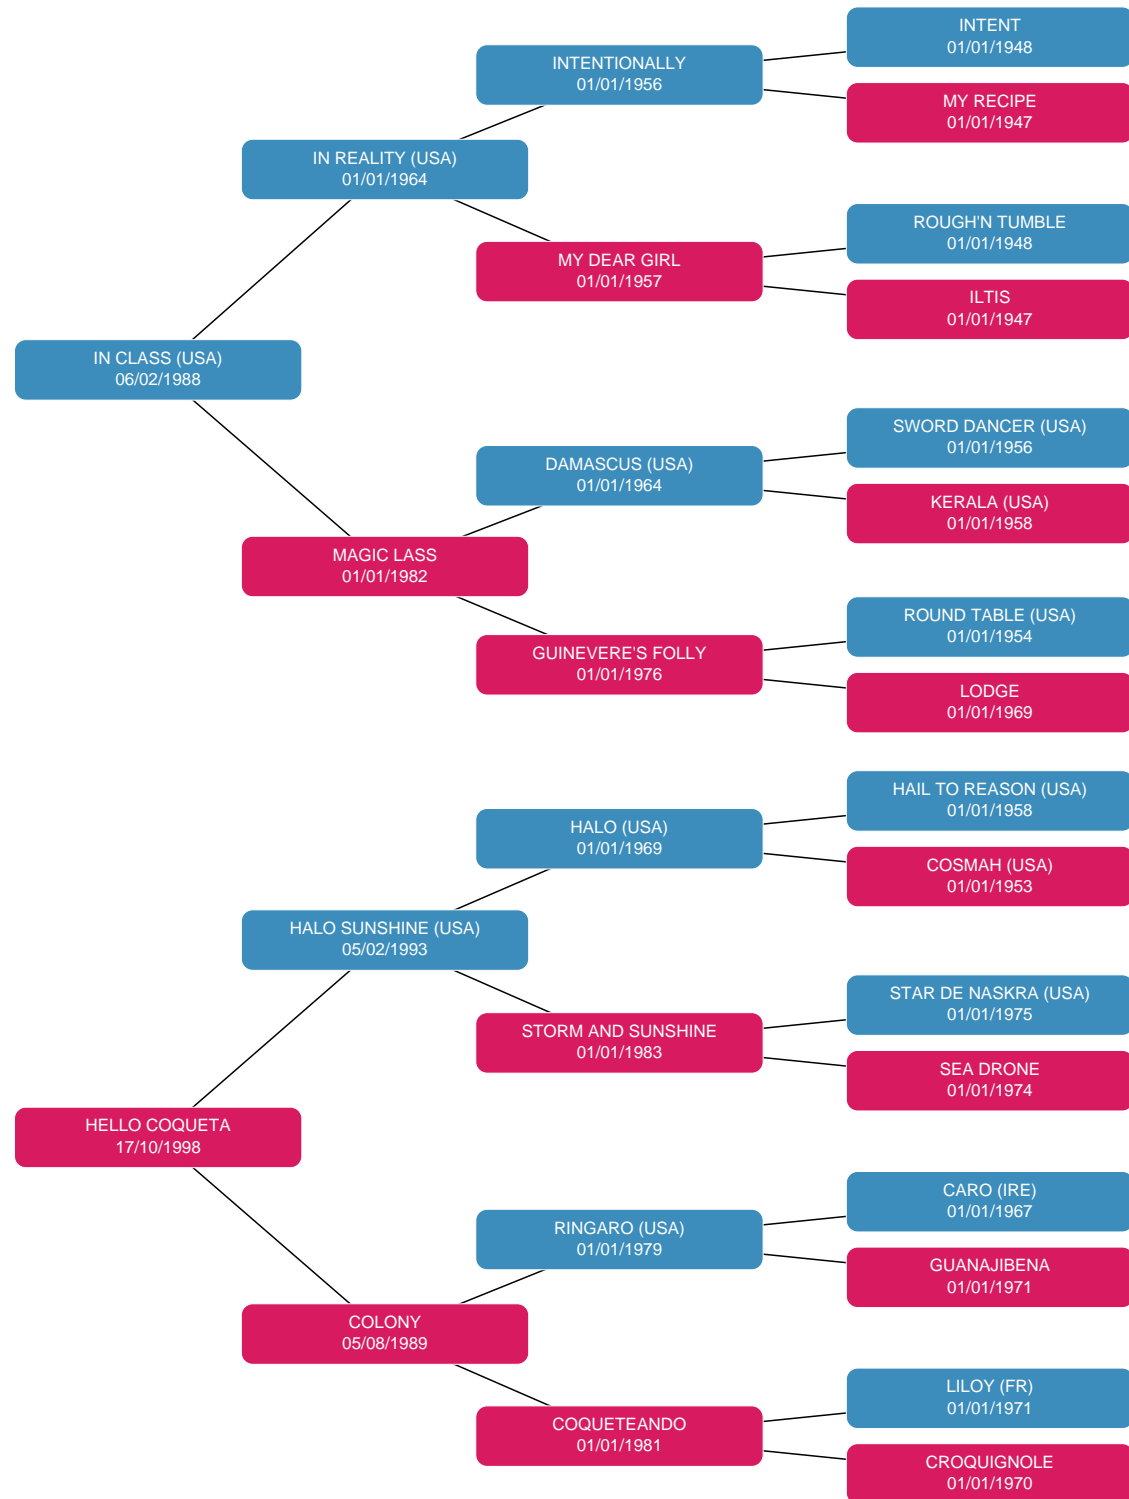 INTENT
01/01/1948
INTENTIONALLY
01/01/1956
MY RECIPE
01/01/1947
IN REALITY (USA)
01/01/1964
ROUGH'N TUMBLE
01/01/1948
MY DEAR GIRL
01/01/1957
ILTIS
01/01/1947
IN CLASS (USA)
06/02/1988
SWORD DANCER (USA)
01/01/1956
DAMASCUS (USA)
01/01/1964
KERALA (USA)
01/01/1958
MAGIC LASS
01/01/1982
ROUND TABLE (USA)
01/01/1954
GUINEVERE'S FOLLY
01/01/1976
LODGE
01/01/1969
HAIL TO REASON (USA)
01/01/1958
HALO (USA)
01/01/1969
COSMAH (USA)
01/01/1953
HALO SUNSHINE (USA)
05/02/1993
STAR DE NASKRA (USA)
01/01/1975
STORM AND SUNSHINE
01/01/1983
SEA DRONE
01/01/1974
HELLO COQUETA
17/10/1998
CARO (IRE)
01/01/1967
RINGARO (USA)
01/01/1979
GUANAJIBENA
01/01/1971
COLONY
05/08/1989
LILOY (FR)
01/01/1971
COQUETEANDO
01/01/1981
CROQUIGNOLE
01/01/1970